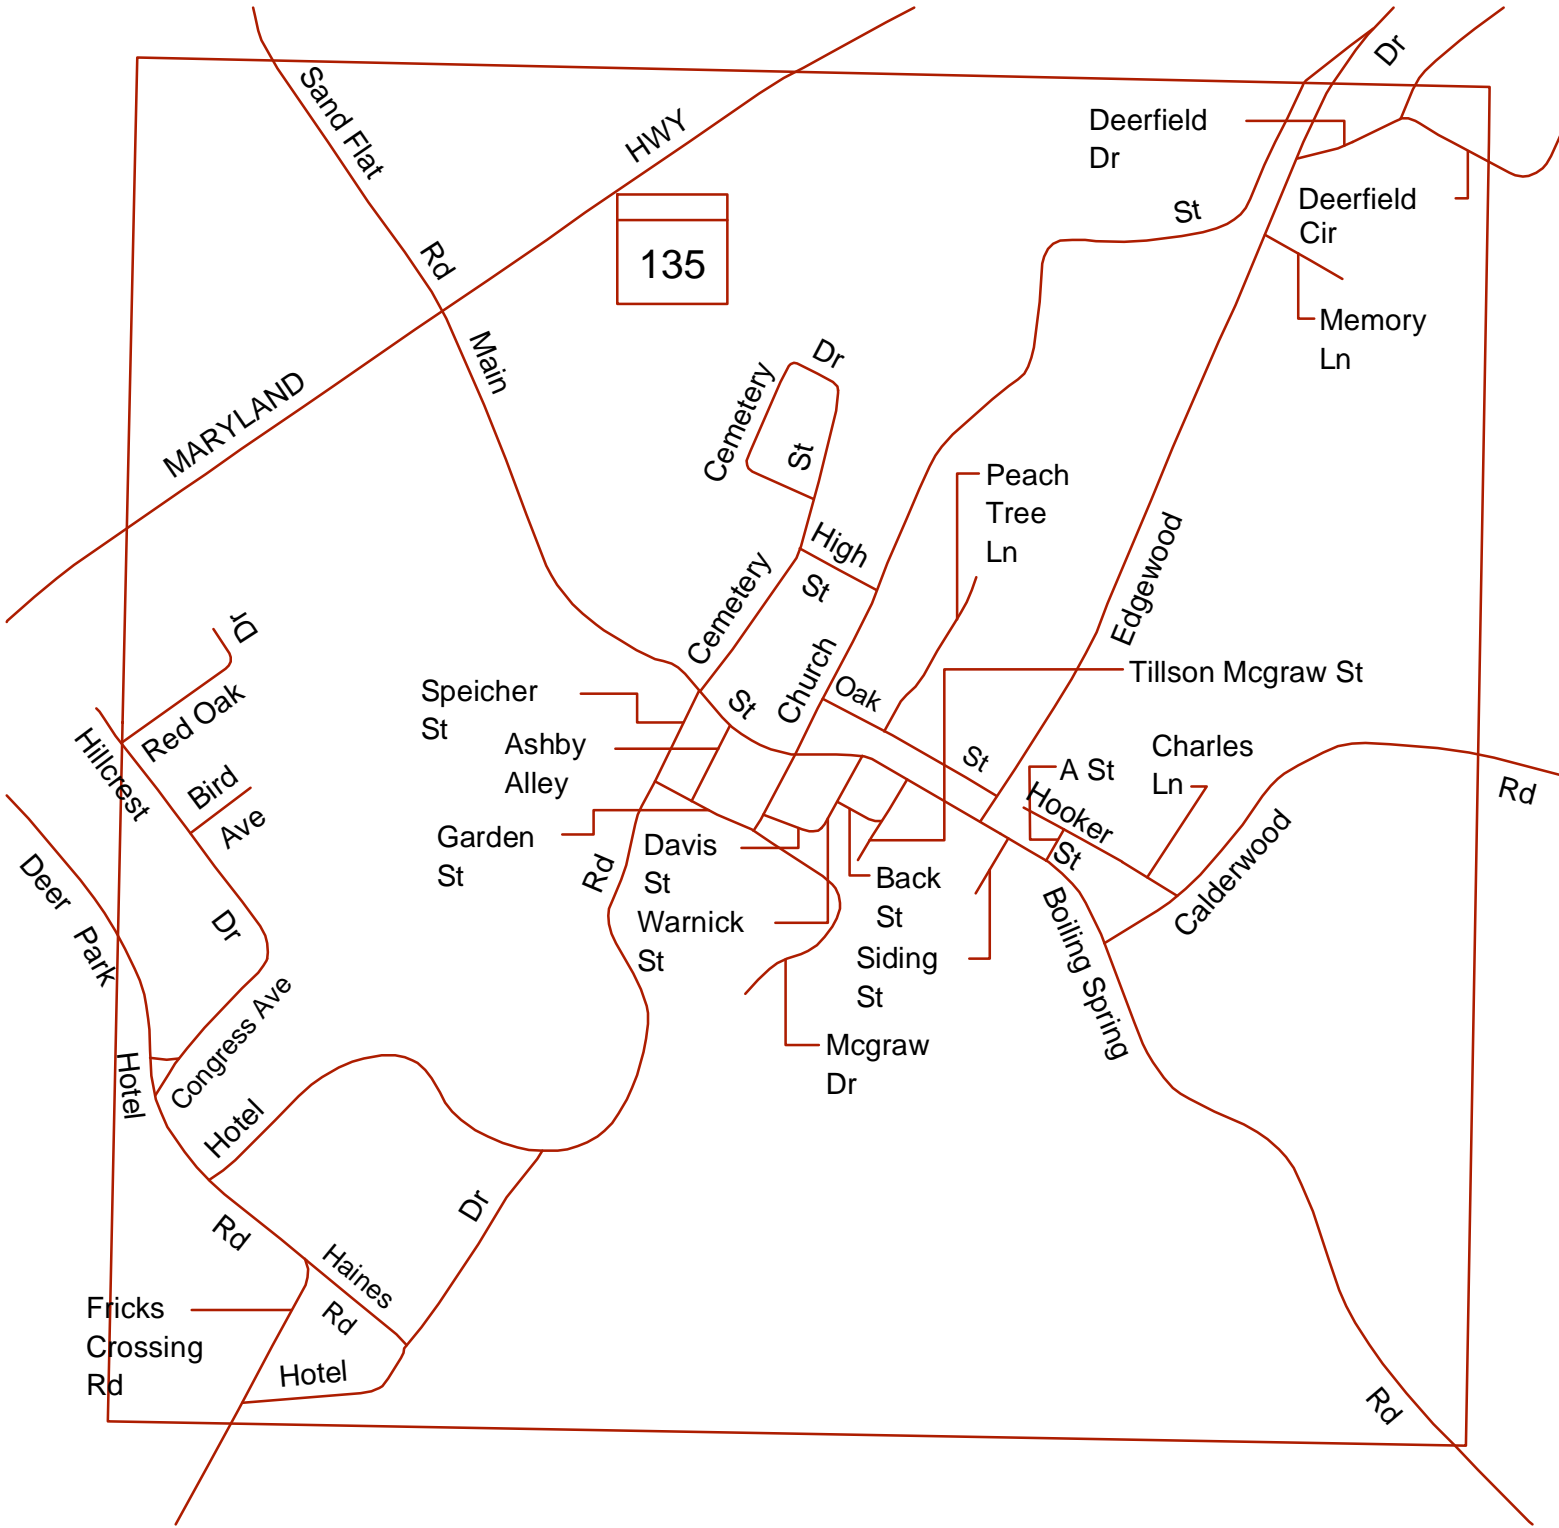 Sand Flat
Rd
HWY
135
MARYLAND
Main
St
Dr
Deerfield
Dr
Deerfield
Cir
Memory
Ln
St
Cemetery
Dr
St
Cemetery
High
St
Church
Peach
Tree
Ln
Edgewood
Oak
St
Tillson Mcgraw St
Dr
Red Oak
Hillcrest
Bird
Ave
Dr
Speicher
St
Ashby
Alley
Garden
St
Davis
St
Warnick
St
Back
St
Siding
St
Mcgraw
Dr
A St
Hooker
St
Charles
Ln
Calderwood
Rd
Boiling Spring
Rd
Deer Park
Hotel
Rd
Congress Ave
Hotel
Rd
Haines
Rd
Hotel
Dr
Fricks
Crossing
Rd